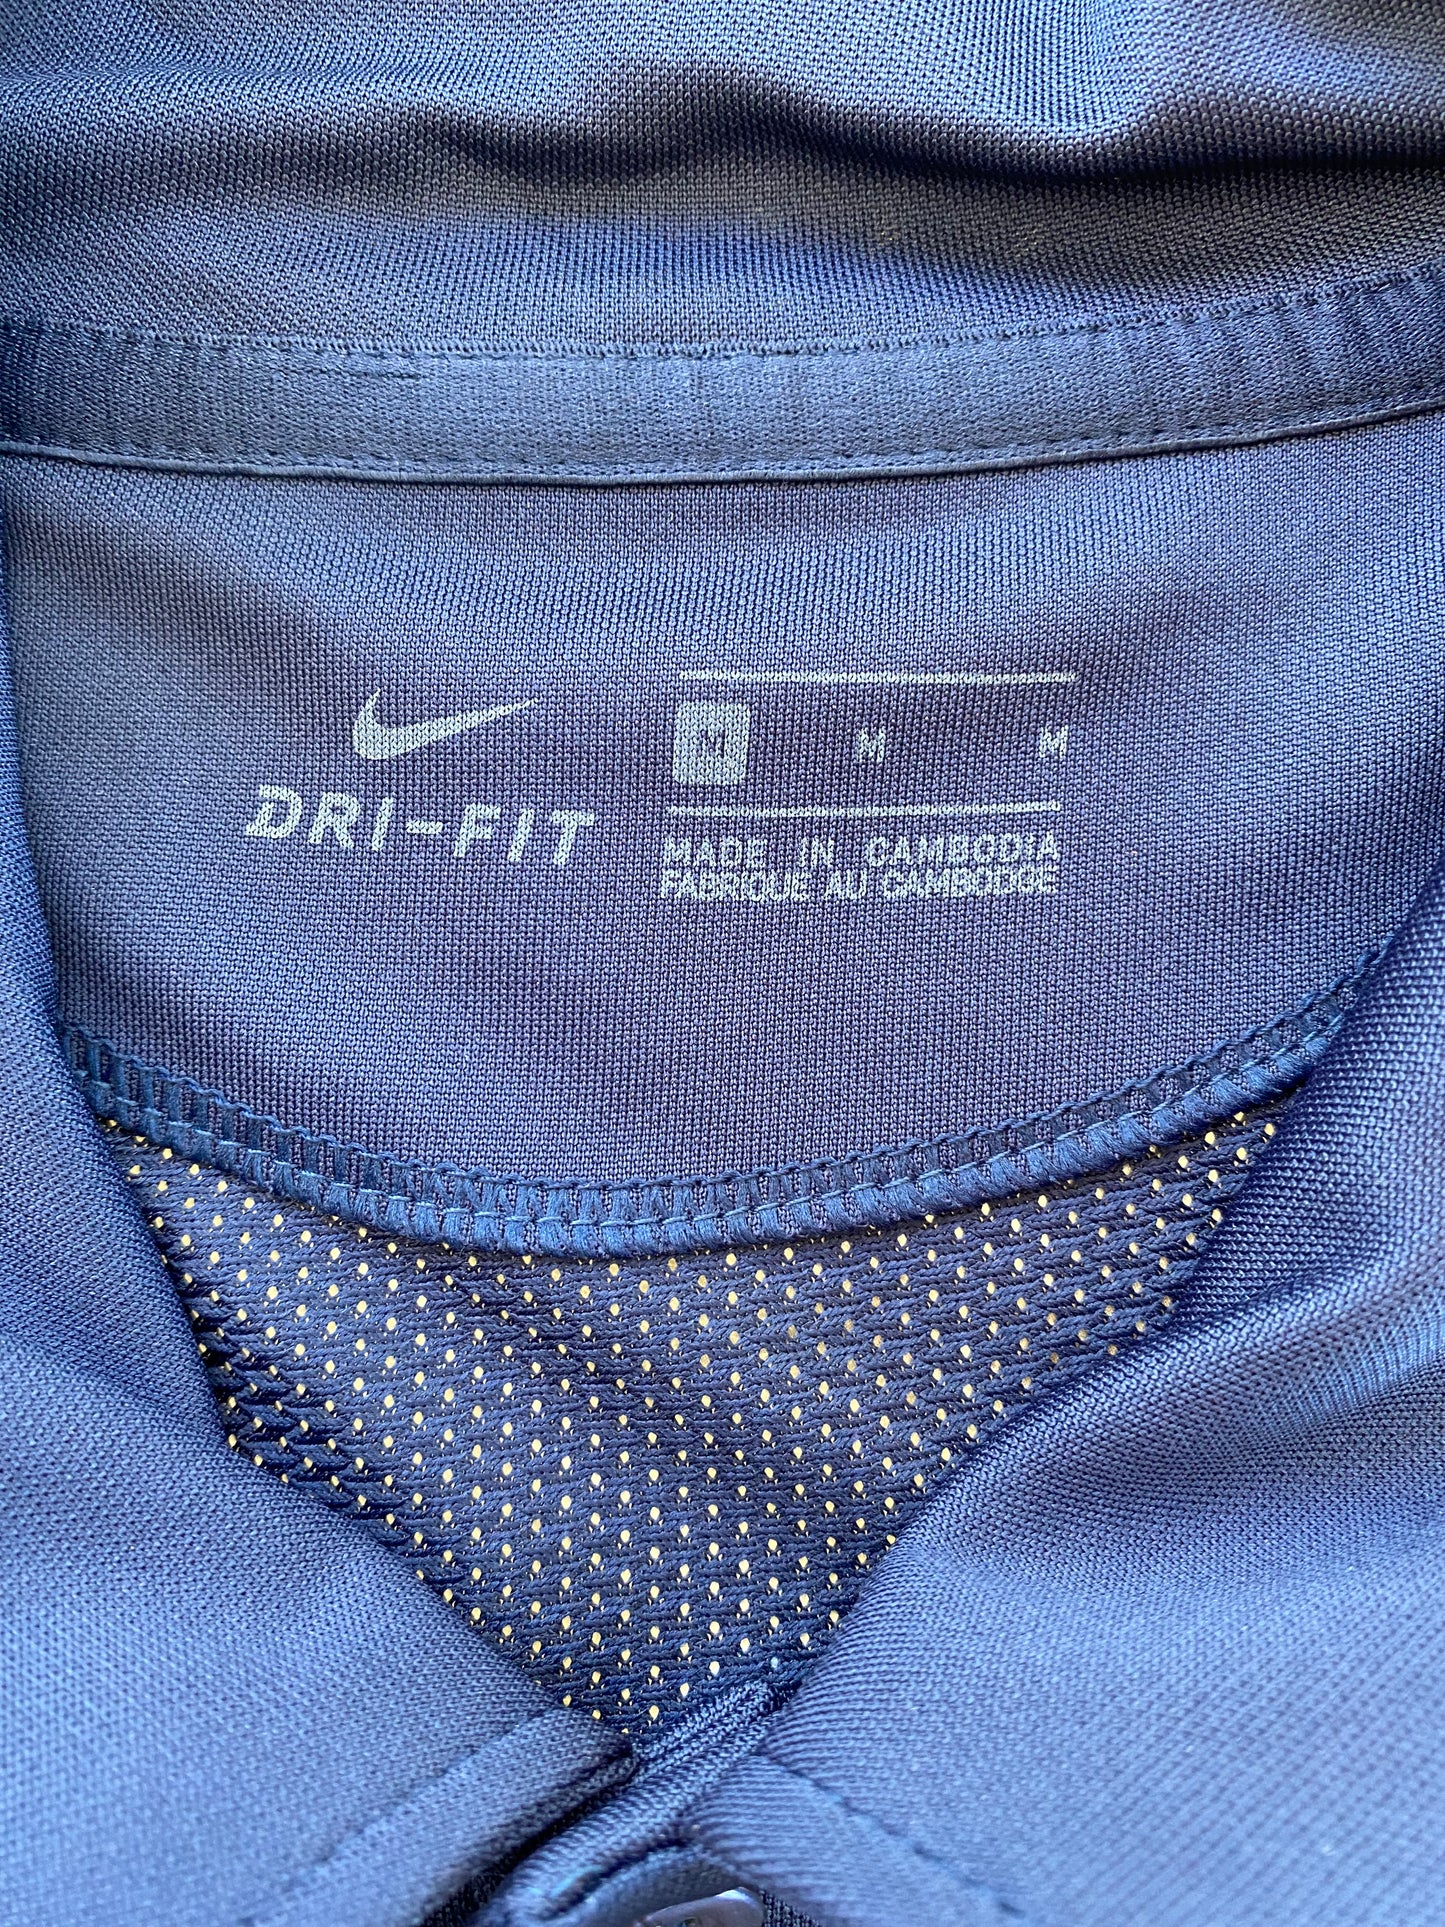 DRI-FIT
M M M
MADE IN CAMBODIA
FABRIQUE AU CAMBODGE